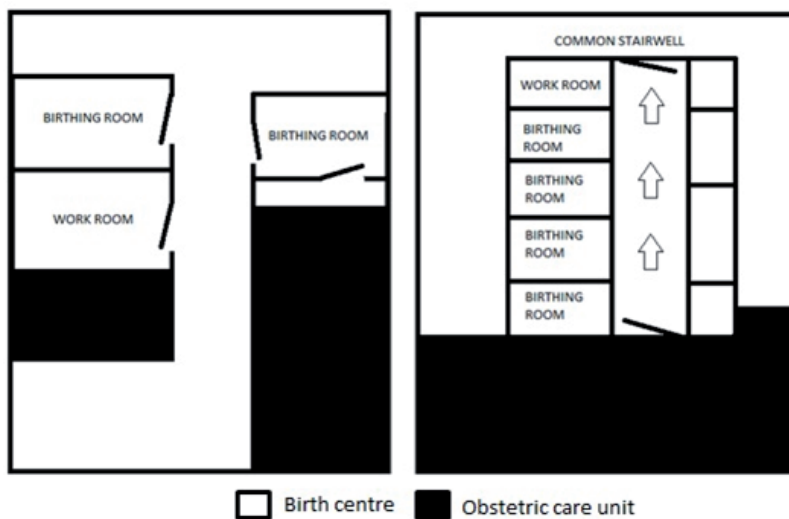 BIRTHING ROOM
WORK ROOM
BIRTHING ROOM
COMMON STAIRWELL
WORK ROOM
BIRTHING
ROOM
BIRTHING
ROOM
BIRTHING
ROOM
BIRTHING
ROOM
Birth centre
Obstetric care unit